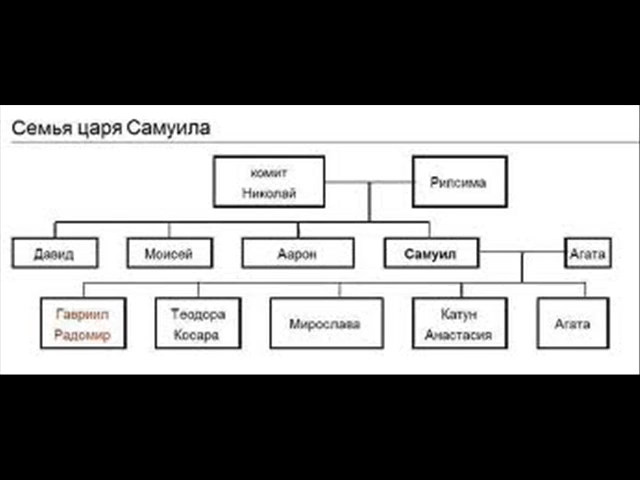 Семья царя Самуила
комит
Николай
Рипсима
Давид
Моисей
Аарон
Самуил
Агата
Гавриил
Радомир
Теодора
Косара
Мирослава
Катун
Анастасия
Агата